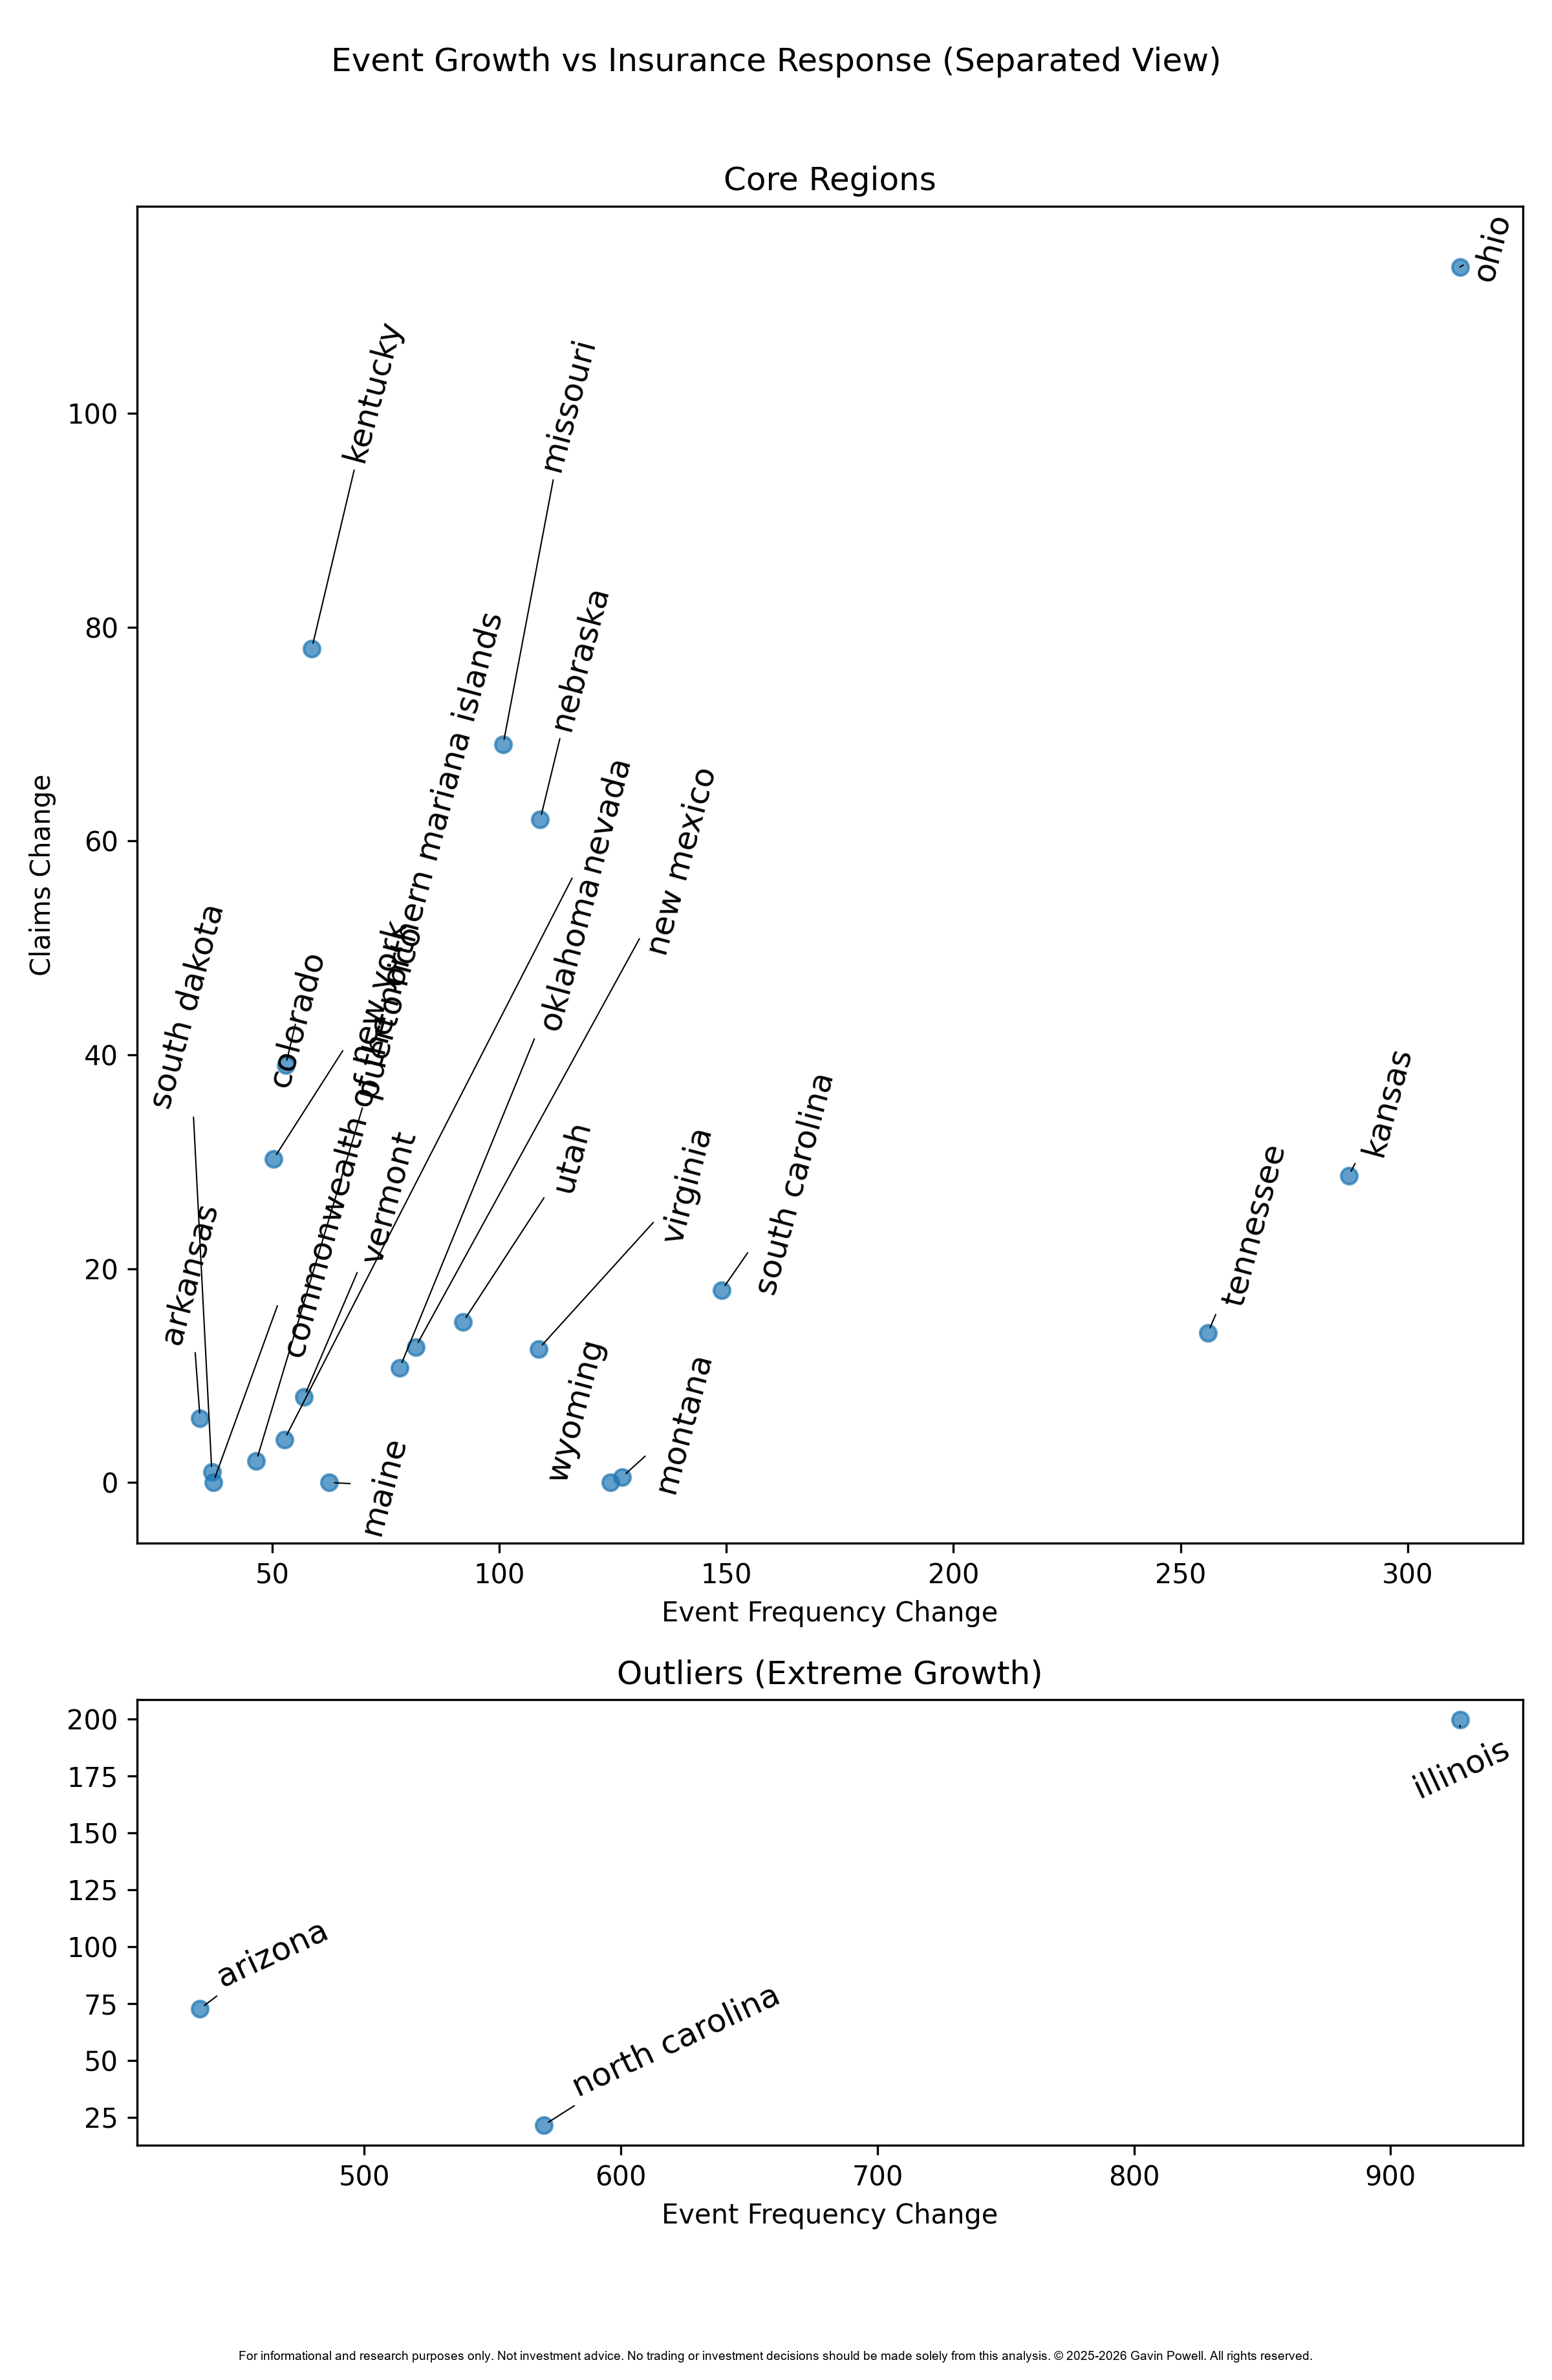 Event Growth vs Insurance Response (Separated View)
Core Regions
ohio
kentucky
missouri
nebraska
commonwealth of the northern mariana islands
nevada
oklahoma
new mexico
south dakota
colorado
new york
puerto rico
vermont
arkansas
utah
virginia
south carolina
kansas
tennessee
wyoming
montana
maine
100
80
60
40
20
0
Claims Change
50 100 150 200 250 300
Event Frequency Change
Outliers (Extreme Growth)
200
175
150
125
100
75
50
25
illinois
arizona
north carolina
500 600 700 800 900
Event Frequency Change
For informational and research purposes only. Not investment advice. No trading or investment decisions should be made solely from this analysis. © 2025-2026 Gavin Powell. All rights reserved.